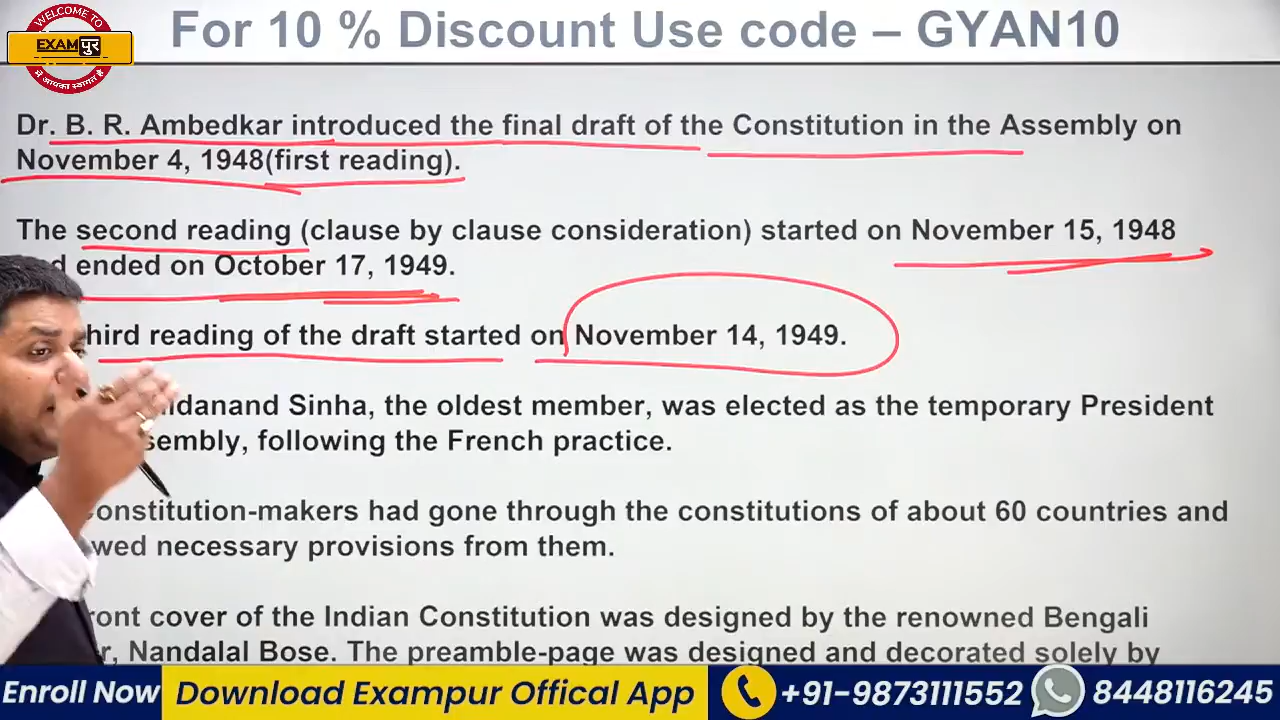 For 10 % Discount Use code – GYAN10
WELCOME TO
EXAMपुर
में आपका स्वागत है
Dr. B. R. Ambedkar introduced the final draft of the Constitution in the Assembly on
November 4, 1948(first reading).
The second reading (clause by clause consideration) started on November 15, 1948
d ended on October 17, 1949.
hird reading of the draft started on November 14, 1949.
idanand Sinha, the oldest member, was elected as the temporary President
sembly, following the French practice.
onstitution-makers had gone through the constitutions of about 60 countries and
wed necessary provisions from them.
ront cover of the Indian Constitution was designed by the renowned Bengali
r, Nandalal Bose. The preamble-page was designed and decorated solely by
Enroll Now Download Exampur Offical App +91-9873111552 8448116245